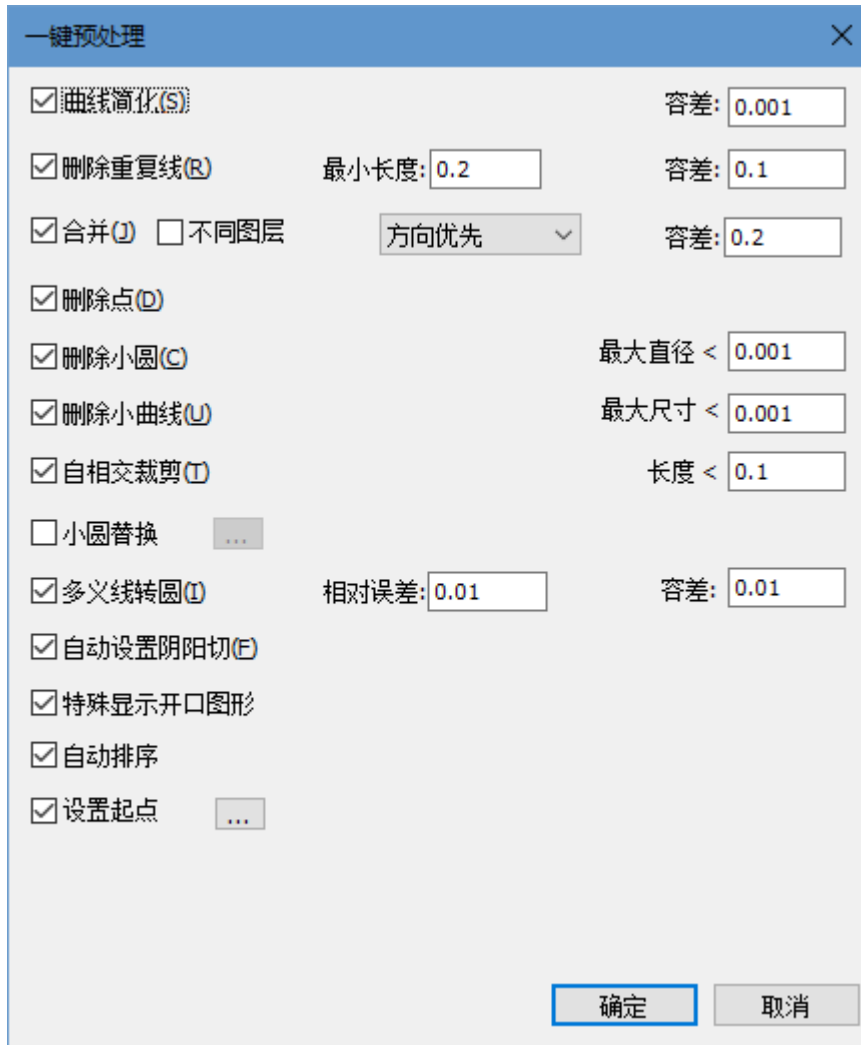 一键预处理
曲线简化(S) 容差: 0.001
删除重复线(R) 最小长度: 0.2 容差: 0.1
合并(J) 不同图层 方向优先 容差: 0.2
删除点(D)
删除小圆(C) 最大直径 < 0.001
删除小曲线(U) 最大尺寸 < 0.001
自相交裁剪(T) 长度 < 0.1
小圆替换 ...
多义线转圆(I) 相对误差: 0.01 容差: 0.01
自动设置阴阳切(F)
特殊显示开口图形
自动排序
设置起点 ...
确定 取消